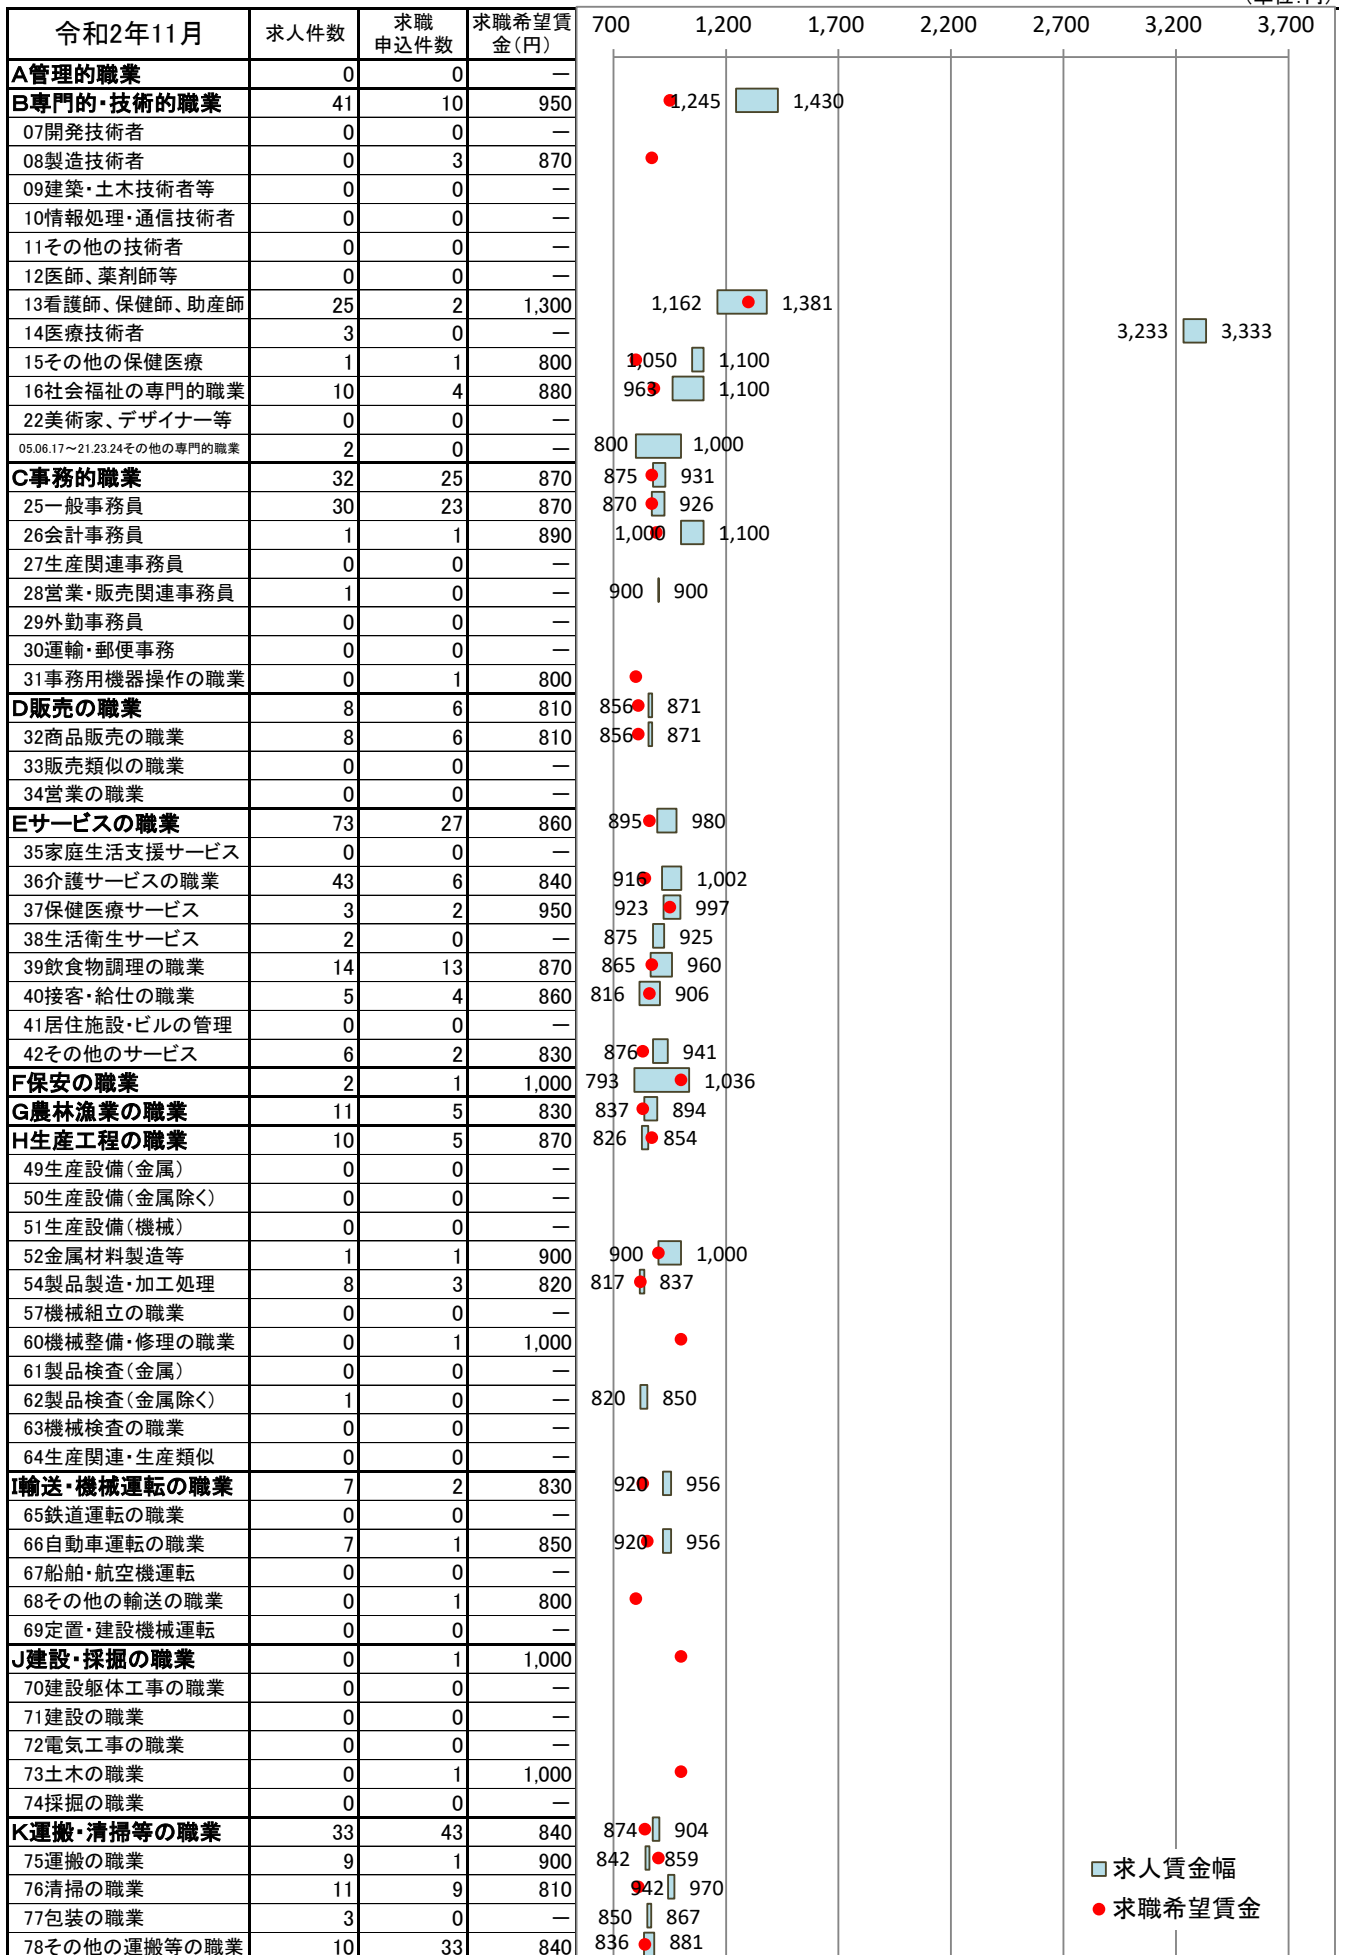 (単位:円)
令和2年11月 求人件数 求職申込件数 求職希望賃金(円) 700 1,200 1,700 2,200 2,700 3,200 3,700
A管理的職業 0 0 ―
B専門的・技術的職業 41 10 950 1,245 1,430
07開発技術者 0 0 ―
08製造技術者 0 3 870
09建築・土木技術者等 0 0 ―
10情報処理・通信技術者 0 0 ―
11その他の技術者 0 0 ―
12医師、薬剤師等 0 0 ―
13看護師、保健師、助産師 25 2 1,300 1,162 1,381
14医療技術者 3 0 ― 3,233 3,333
15その他の保健医療 1 1 800 1,050 1,100
16社会福祉の専門的職業 10 4 880 963 1,100
22美術家、デザイナー等 0 0 ―
05.06.17～21.23.24その他の専門的職業 2 0 ― 800 1,000
C事務的職業 32 25 870 875 931
25一般事務員 30 23 870 870 926
26会計事務員 1 1 890 1,000 1,100
27生産関連事務員 0 0 ―
28営業・販売関連事務員 1 0 ― 900 900
29外勤事務員 0 0 ―
30運輸・郵便事務 0 0 ―
31事務用機器操作の職業 0 1 800
D販売の職業 8 6 810 856 871
32商品販売の職業 8 6 810 856 871
33販売類似の職業 0 0 ―
34営業の職業 0 0 ―
Eサービスの職業 73 27 860 895 980
35家庭生活支援サービス 0 0 ―
36介護サービスの職業 43 6 840 916 1,002
37保健医療サービス 3 2 950 923 997
38生活衛生サービス 2 0 ― 875 925
39飲食物調理の職業 14 13 870 865 960
40接客・給仕の職業 5 4 860 816 906
41居住施設・ビルの管理 0 0 ―
42その他のサービス 6 2 830 876 941
F保安の職業 2 1 1,000 793 1,036
G農林漁業の職業 11 5 830 837 894
H生産工程の職業 10 5 870 826 854
49生産設備(金属) 0 0 ―
50生産設備(金属除く) 0 0 ―
51生産設備(機械) 0 0 ―
52金属材料製造等 1 1 900 900 1,000
54製品製造・加工処理 8 3 820 817 837
57機械組立の職業 0 0 ―
60機械整備・修理の職業 0 1 1,000
61製品検査(金属) 0 0 ―
62製品検査(金属除く) 1 0 ― 820 850
63機械検査の職業 0 0 ―
64生産関連・生産類似 0 0 ―
I輸送・機械運転の職業 7 2 830 920 956
65鉄道運転の職業 0 0 ―
66自動車運転の職業 7 1 850 920 956
67船舶・航空機運転 0 0 ―
68その他の輸送の職業 0 1 800
69定置・建設機械運転 0 0 ―
J建設・採掘の職業 0 1 1,000
70建設躯体工事の職業 0 0 ―
71建設の職業 0 0 ―
72電気工事の職業 0 0 ―
73土木の職業 0 1 1,000
74採掘の職業 0 0 ―
K運搬・清掃等の職業 33 43 840 874 904
75運搬の職業 9 1 900 842 859
76清掃の職業 11 9 810 942 970
77包装の職業 3 0 ― 850 867
78その他の運搬等の職業 10 33 840 836 881
求人賃金幅
求職希望賃金